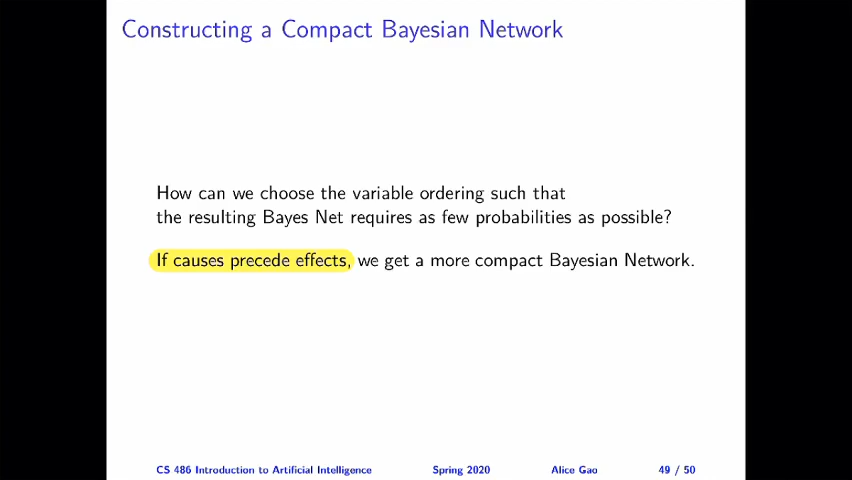 Constructing a Compact Bayesian Network
How can we choose the variable ordering such that
the resulting Bayes Net requires as few probabilities as possible?
If causes precede effects, we get a more compact Bayesian Network.
CS 486 Introduction to Artificial Intelligence Spring 2020 Alice Gao 49 / 50